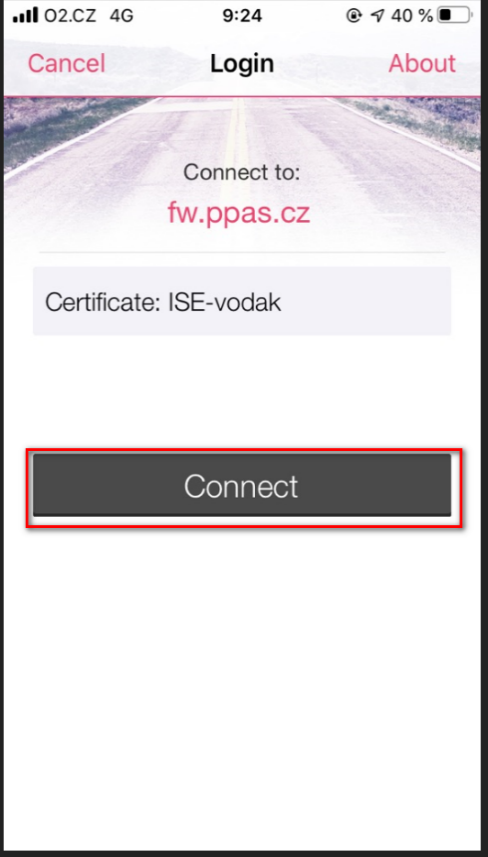 O2.CZ 4G 9:24 40 %
Cancel Login About
Connect to:
fw.ppas.cz
Certificate: ISE-vodak
Connect